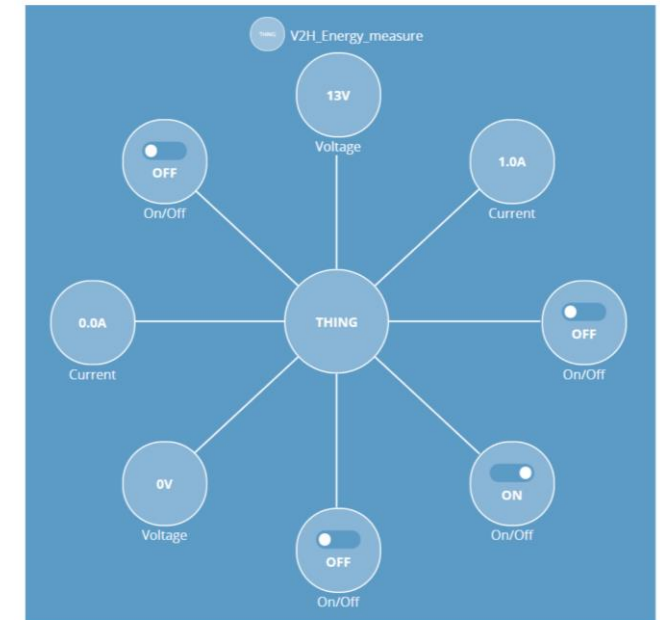 THING V2H_Energy_measure
13V
Voltage
OFF
On/Off
1.0A
Current
0.0A
Current
THING
OFF
On/Off
0V
Voltage
ON
On/Off
OFF
On/Off